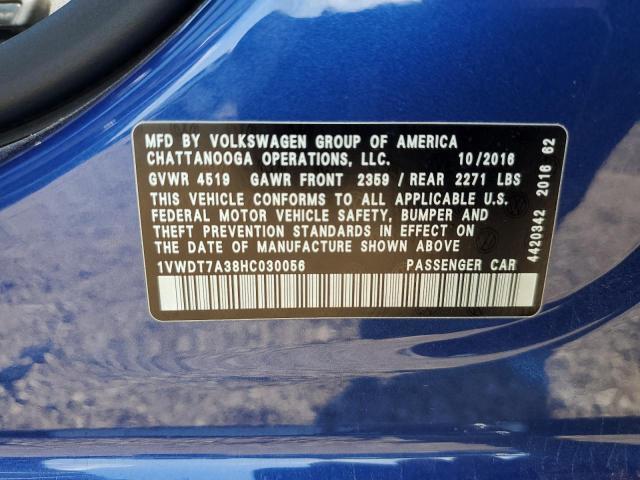 MFD BY VOLKSWAGEN GROUP OF AMERICA
CHATTANOOGA OPERATIONS, LLC. 10/2016
GVWR 4519 GAWR FRONT 2359 / REAR 2271 LBS
THIS VEHICLE CONFORMS TO ALL APPLICABLE U.S.
FEDERAL MOTOR VEHICLE SAFETY, BUMPER AND
THEFT PREVENTION STANDARDS IN EFFECT ON THE
DATE OF MANUFACTURE SHOWN ABOVE
1VWDT7A38HC030056 PASSENGER CAR
4420342 2016 62